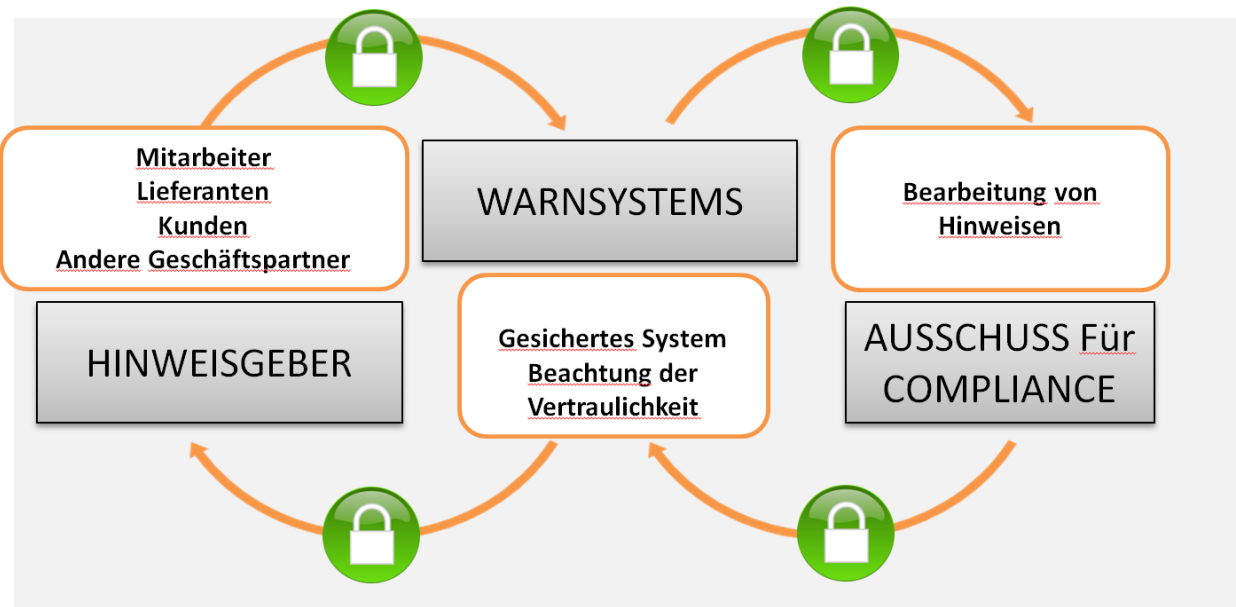 Mitarbeiter
Lieferanten
Kunden
Andere Geschäftspartner
HINWEISGEBER
WARNSYSTEMS
Gesichertes System
Beachtung der
Vertraulichkeit
Bearbeitung von
Hinweisen
AUSSCHUSS Für
COMPLIANCE